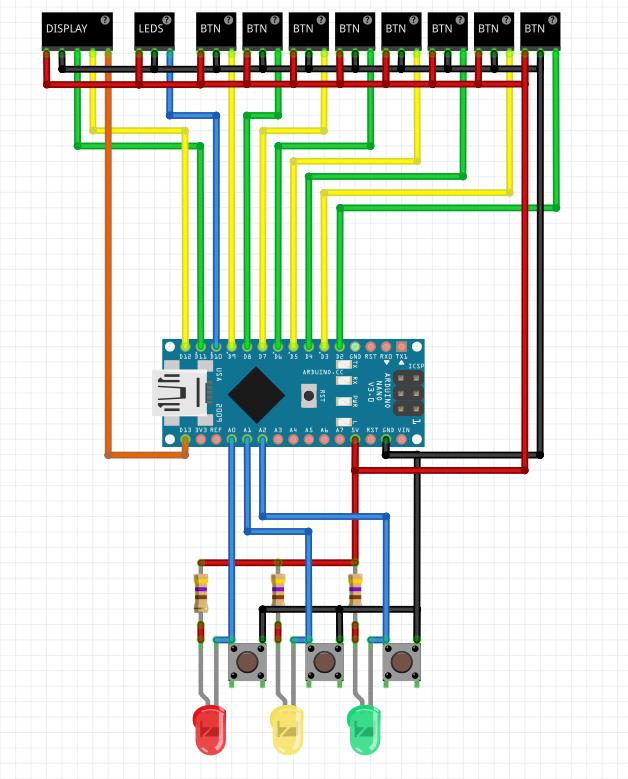 DISPLAY ? LEDS ? BTN ? BTN ? BTN ? BTN ? BTN ? BTN ? BTN ? BTN ?
D12 D11 D10 D9 D8 D7 D6 D5 D4 D3 D2 GND RST RX0 TX1
ARDUINO.CC
TX
RX
PWR
L
RST
USA
2009
ARDUINO
NANO
V3.0
ICSP
1
D13 3V3 REF A0 A1 A2 A3 A4 A5 A6 A7 5V RST GND VIN